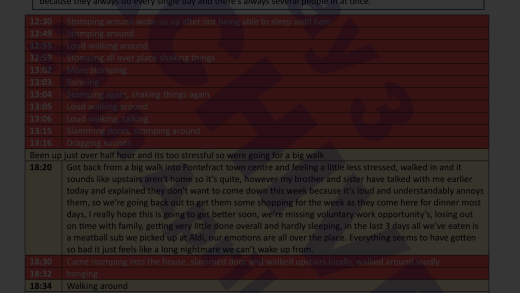 because they always do every single day and there's always several people in at once.
12:30 Stomping around woke us up after not being able to sleep until 6am
12:49 Stomping around
12:55 Loud walking around
12:59 Stomping all over place shaking things
13:02 More stomping
13:03 Running
13:04 Stomping again, shaking things again
13:05 Loud walking around
13:06 Loud walking, talking
13:15 Slamming doors, stomping around
13:16 Dragging sounds
Been up just over half hour and its too stressful so were going for a big walk
18:20 Got back from a big walk into Pontefract town centre and feeling a little less stressed, walked in and it
sounds like upstairs aren't home so it's quite, however my brother and sister have talked with me earlier
today and explained they don't want to come down this week because it's loud and understandably annoys
them, so we're going back out to get them some shopping for the week as they come here for dinner most
days, I really hope this is going to get better soon, we're missing voluntary work opportunity's, losing out
on time with family, getting very little done overall and hardly sleeping, in the last 3 days all we've eaten is
a meatball sub we picked up at Aldi, our emotions are all over the place. Everything seems to have gotten
so bad it just feels like a long nightmare we can't wake up from.
18:30 Came stomping into the house, slammed door and walked upstairs loudly, walked around loudly
18:32 banging
18:34 Walking around